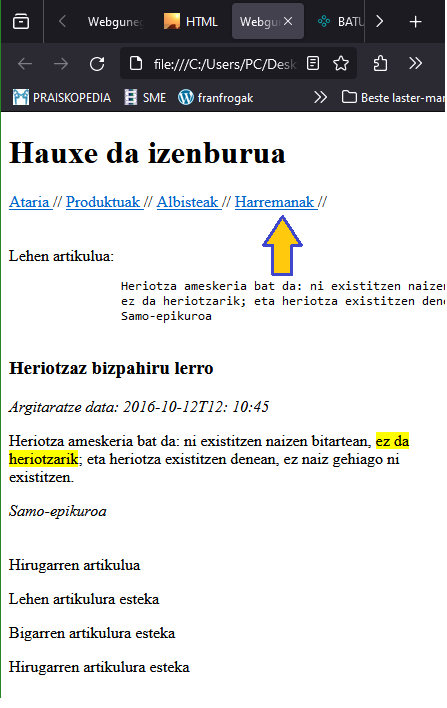 Webgune
HTML
Webgu
BATU
file:///C:/Users/PC/Desk
PRAISKOPEDIA SME franfrogak Beste laster-mar
Hauxe da izenburua
Ataria // Produktuak // Albisteak // Harremanak //
Lehen artikulua:
Heriotza ameskeria bat da: ni existitzen naizen
ez da heriotzarik; eta heriotza existitzen dene
Samo-epikuroa
Heriotzaz bizpahiru lerro
Argitaratze data: 2016-10-12T12: 10:45
Heriotza ameskeria bat da: ni existitzen naizen bitartean, ez da
heriotzarik; eta heriotza existitzen denean, ez naiz gehiago ni
existitzen.
Samo-epikuroa
Hirugarren artikulua
Lehen artikulura esteka
Bigarren artikulura esteka
Hirugarren artikulura esteka